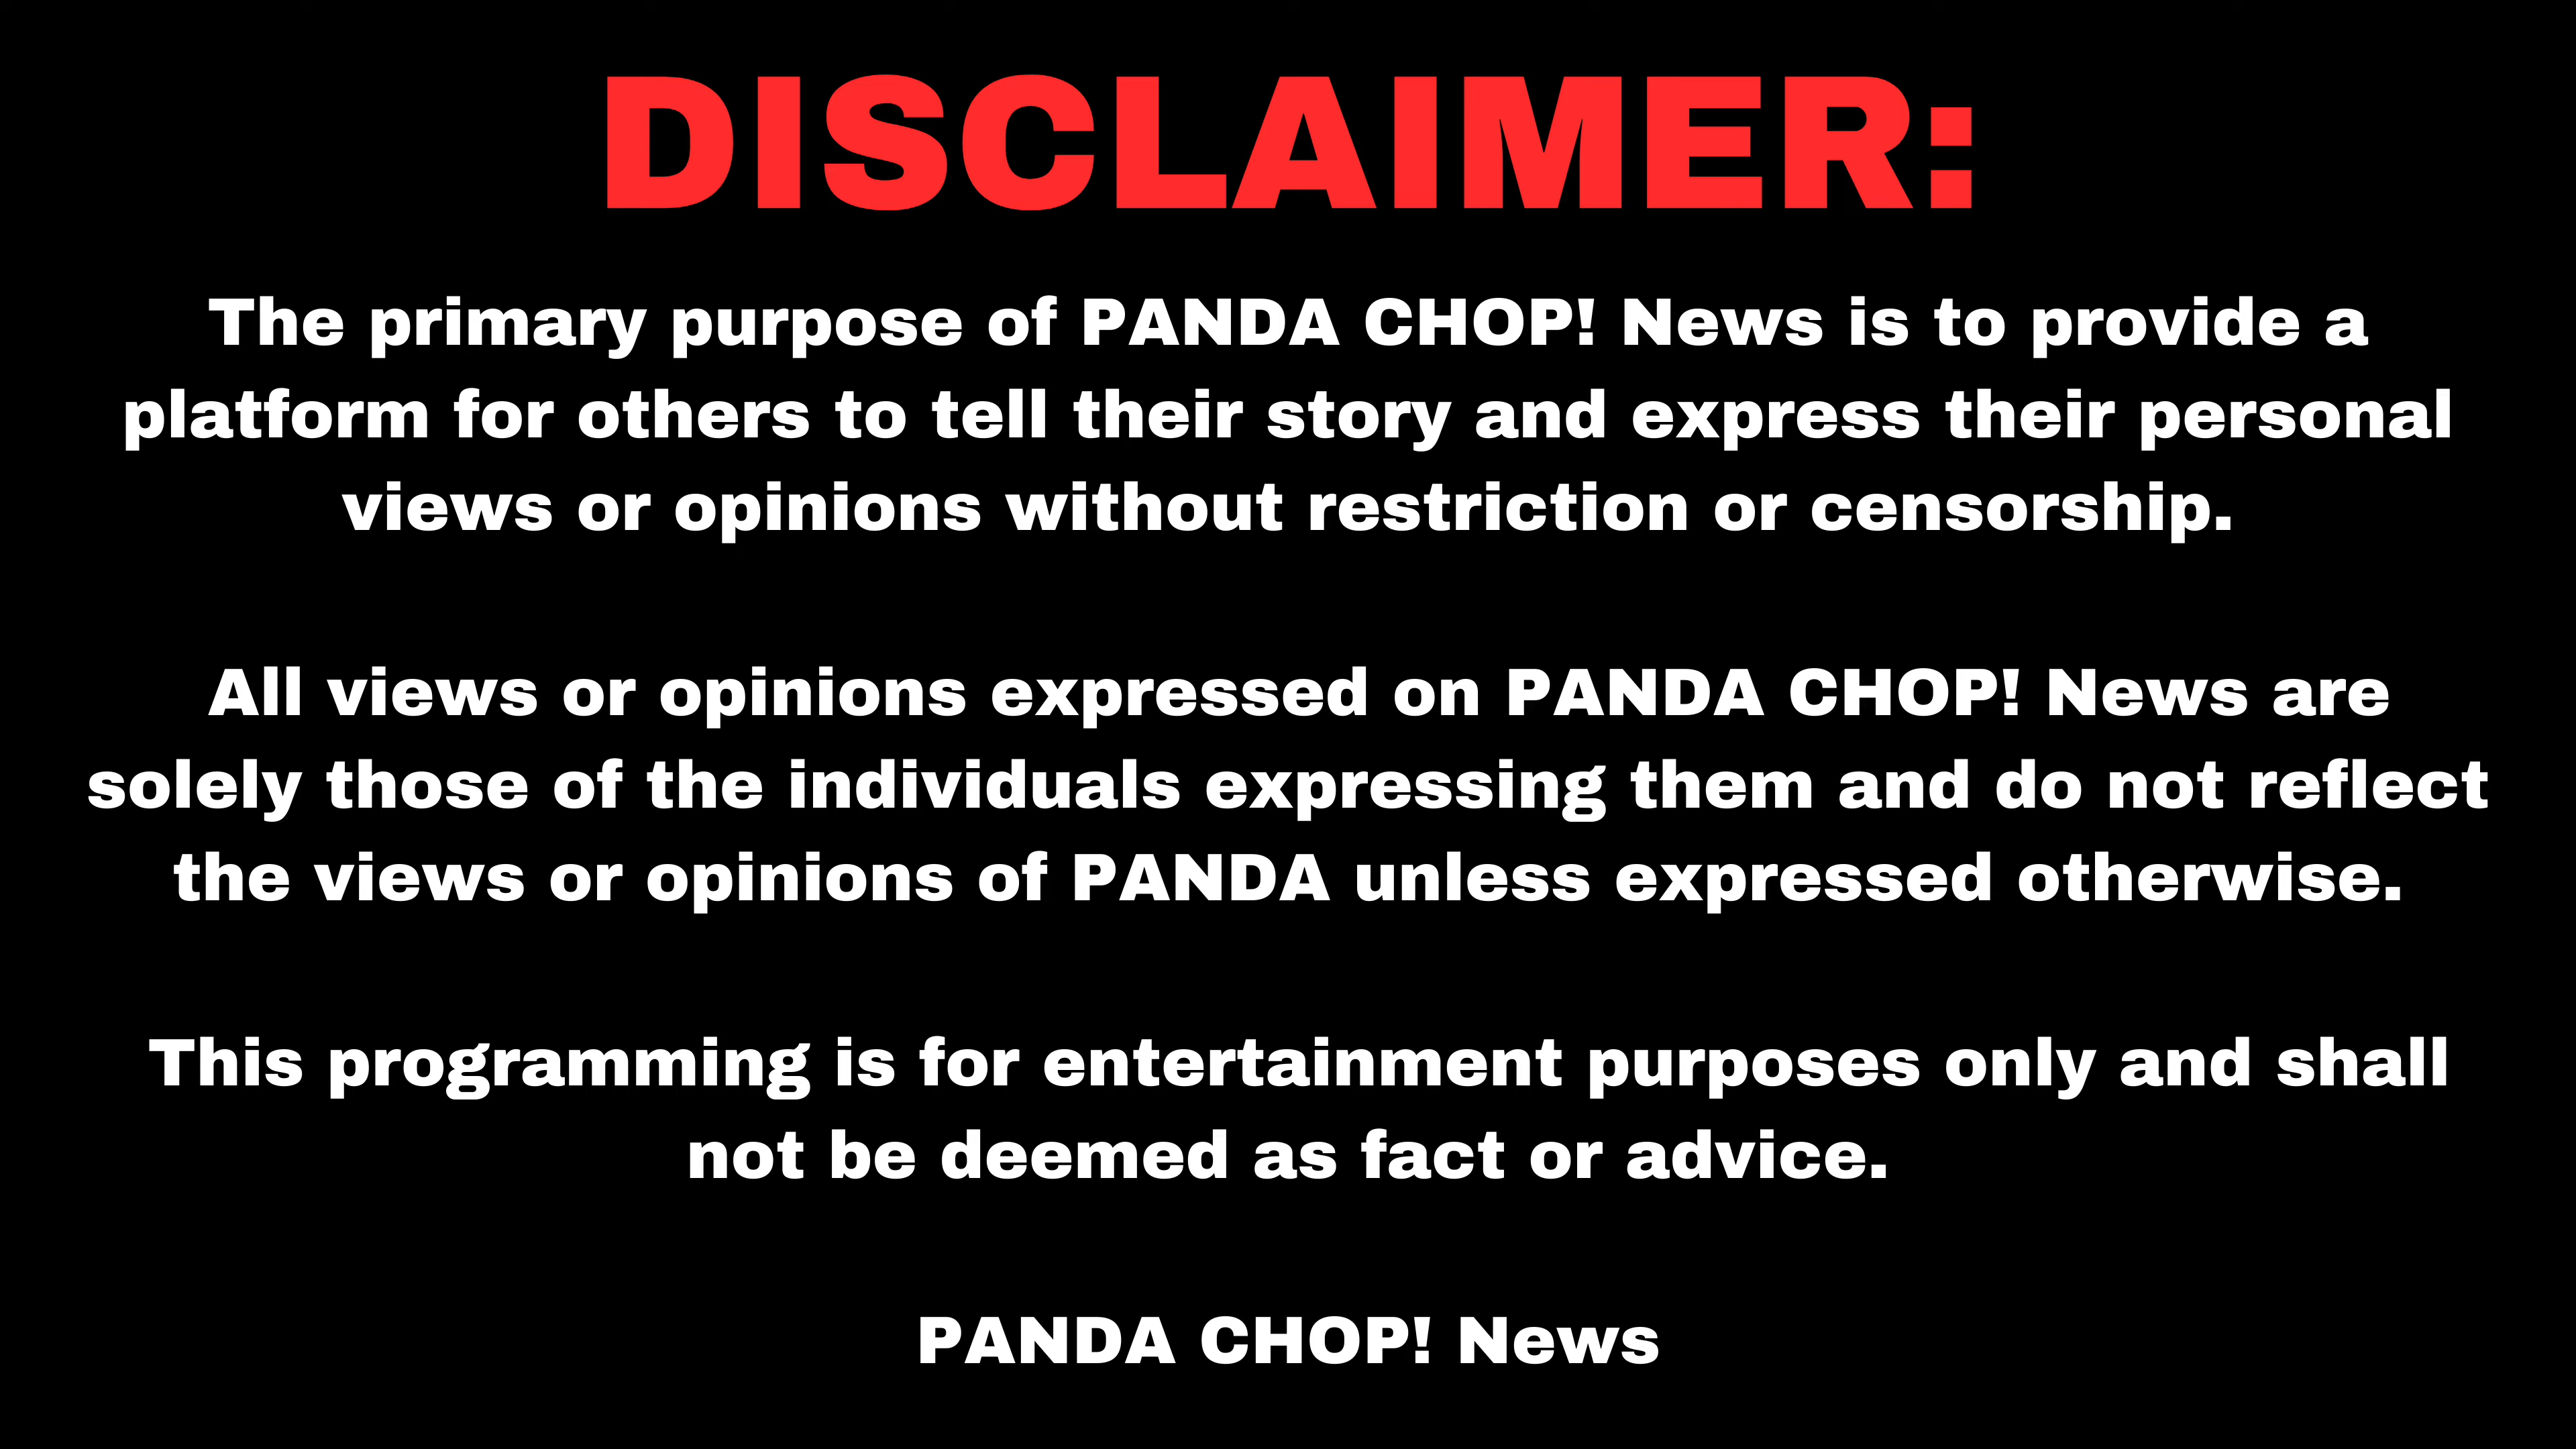 DISCLAIMER:
The primary purpose of PANDA CHOP! News is to provide a
platform for others to tell their story and express their personal
views or opinions without restriction or censorship.
All views or opinions expressed on PANDA CHOP! News are
solely those of the individuals expressing them and do not reflect
the views or opinions of PANDA unless expressed otherwise.
This programming is for entertainment purposes only and shall
not be deemed as fact or advice.
PANDA CHOP! News